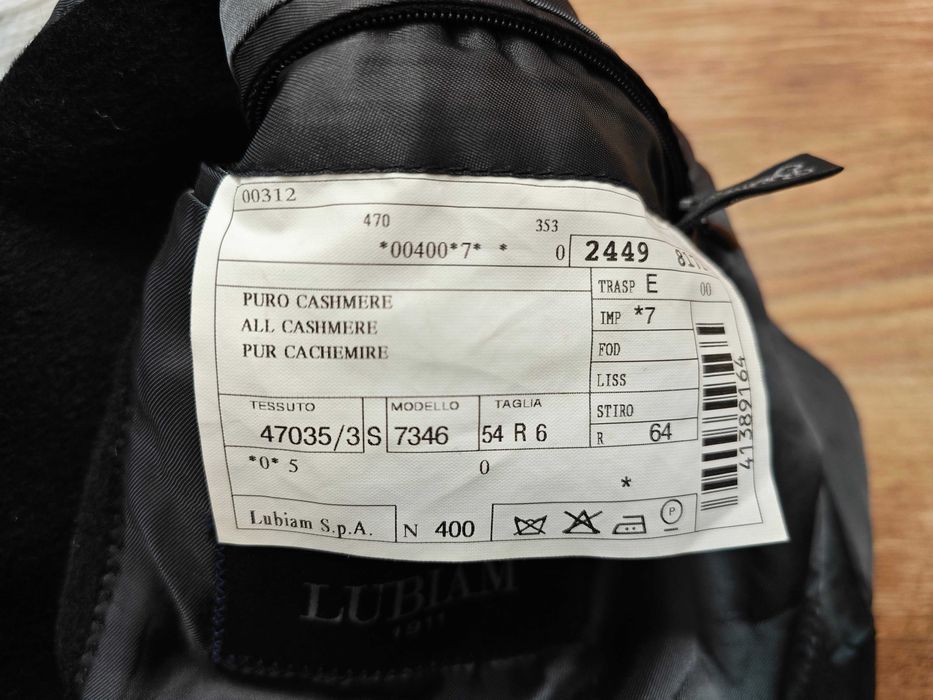 00312
470 353
*00400*7* * 0 2449
PURO CASHMERE
ALL CASHMERE
PUR CACHEMIRE
TRASP E 00
IMP *7
FOD
LISS
STIRO
R 64
TESSUTO MODELLO TAGLIA
47035/3 S 7346 54 R 6
*0* 5 0
*
41389164
Lubiam S.p.A. N 400
P
LUBIAM
1911